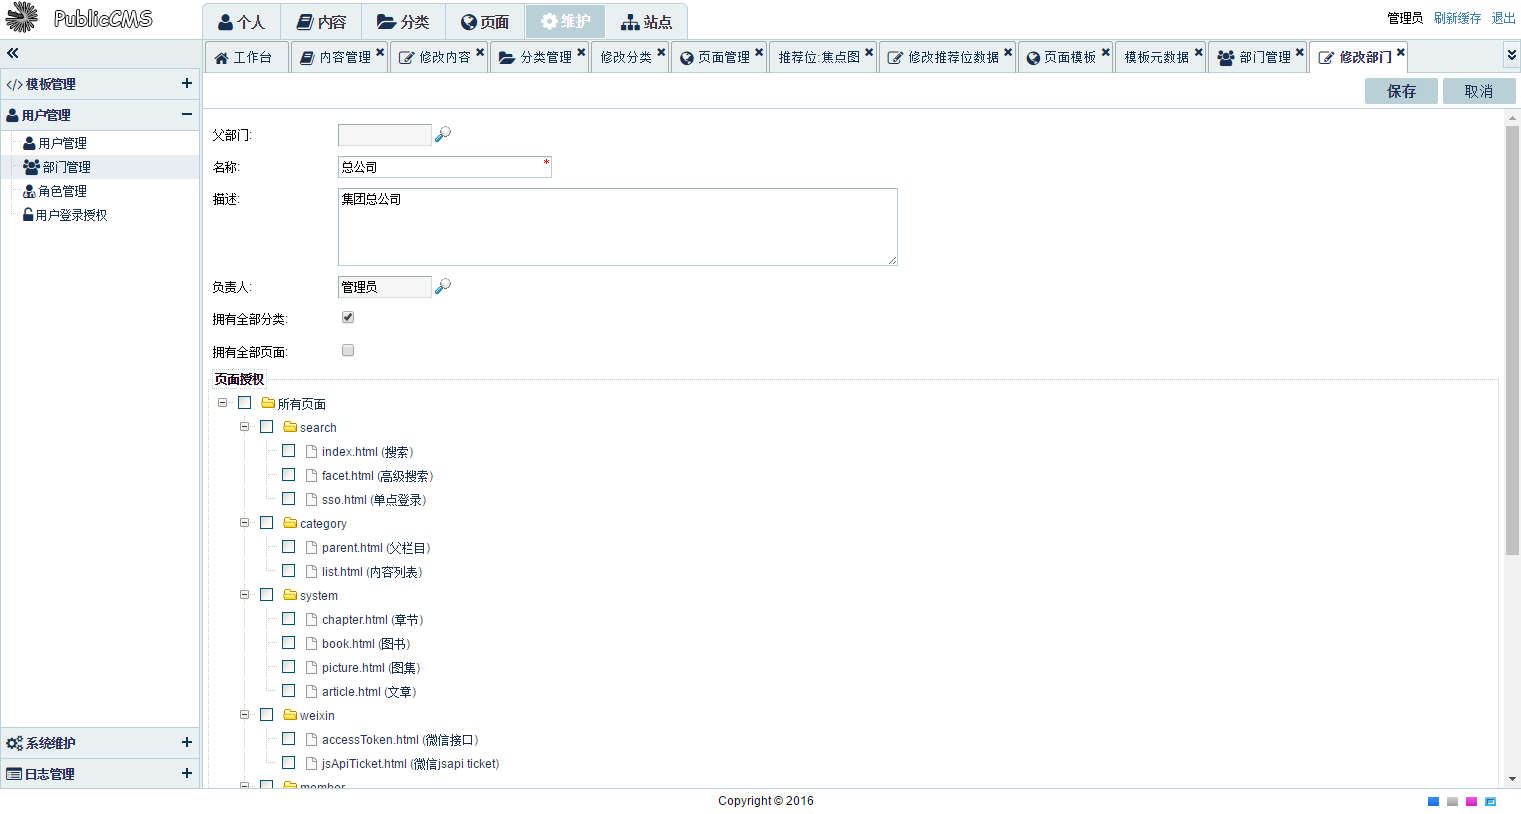 PublicCMS
个人 内容 分类 页面 维护 站点
管理员 刷新缓存 退出
工作台 内容管理 修改内容 分类管理 修改分类 页面管理 推荐位:焦点图 修改推荐位数据 页面模板 模板元数据 部门管理 修改部门
保存 取消
模板管理
用户管理
用户管理
部门管理
角色管理
用户登录授权
系统维护
日志管理
父部门:
名称: 总公司 *
描述: 集团总公司
负责人: 管理员
拥有全部分类:
拥有全部页面:
页面授权
所有页面
search
index.html (搜索)
facet.html (高级搜索)
sso.html (单点登录)
category
parent.html (父栏目)
list.html (内容列表)
system
chapter.html (章节)
book.html (图书)
picture.html (图集)
article.html (文章)
weixin
accessToken.html (微信接口)
jsApiTicket.html (微信jsapi ticket)
member
Copyright © 2016